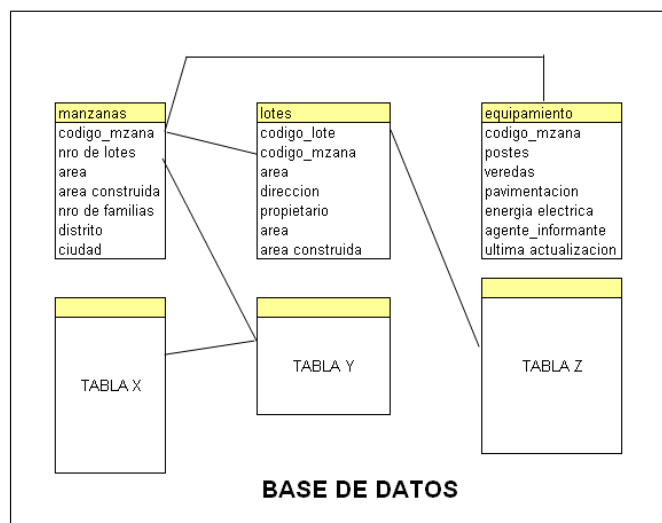 manzanas
codigo_mzana
nro de lotes
area
area construida
nro de familias
distrito
ciudad
lotes
codigo_lote
codigo_mzana
area
direccion
propietario
area
area construida
equipamiento
codigo_mzana
postes
veredas
pavimentacion
energia electrica
agente_informante
ultima actualizacion
TABLA X
TABLA Y
TABLA Z
BASE DE DATOS